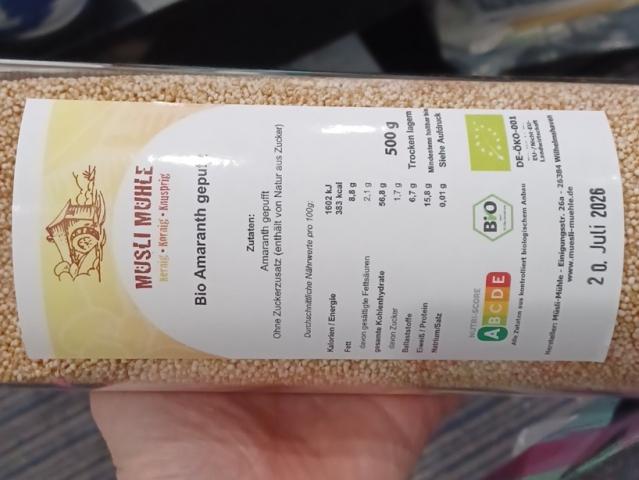 MÜSLI MÜHLE
Kernig • Körnig • Knusprig
Bio Amaranth gepuf
Zutaten:
Amaranth gepufft
Ohne Zuckerzusatz (enthält von Natur aus Zucker)
Durchschnittliche Nährwerte pro 100g:
Kalorien / Energie 1602 kJ
383 kcal
Fett 8,8 g
davon gesättigte Fettsäuren 2,1 g
gesamte Kohlenhydrate 56,8 g
davon Zucker 1,7 g
Ballaststoffe 6,7 g
Eiweiß / Protein 15,8 g
Natrium/Salz 0,01 g
500 g
Trocken lagern
Mindestens haltbar bis
Siehe Aufdruck
NUTRI-SCORE
A B C D E
Bio
DE-ÖKO-001
EU-/Nicht-EU-
Landwirtschaft
Alle Zutaten aus kontrolliert biologischem Anbau
Hersteller: Müsli-Mühle - Einigungsstr. 26a - 26384 Wilhelmshaven
www.muesli-muehle.de
20. Juli 2026